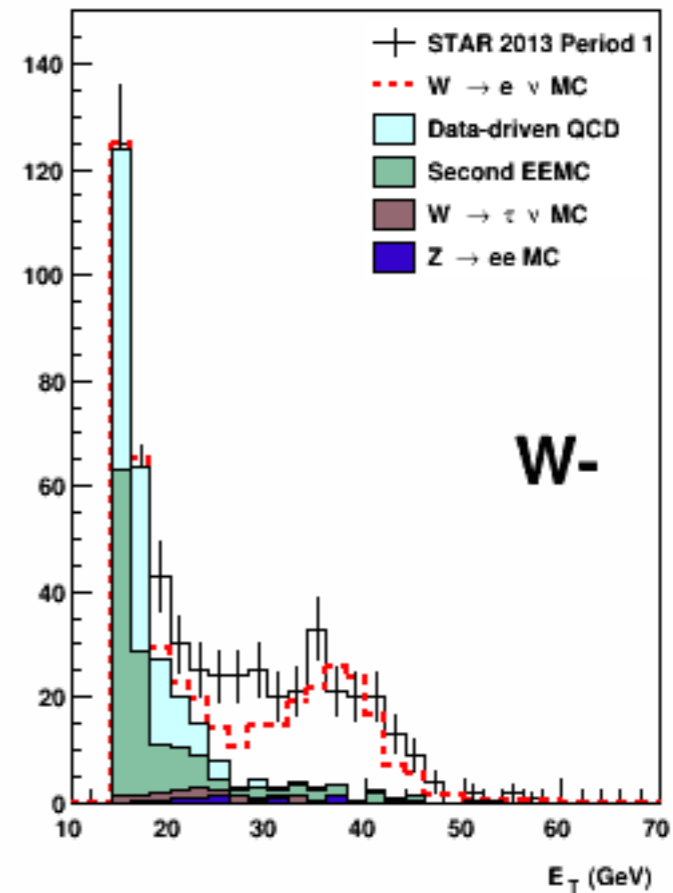 STAR 2013 Period 1
W → e ν MC
Data-driven QCD
Second EEMC
W → τ ν MC
Z → ee MC
W-
140
120
100
80
60
40
20
0
10 20 30 40 50 60 70
E_T (GeV)